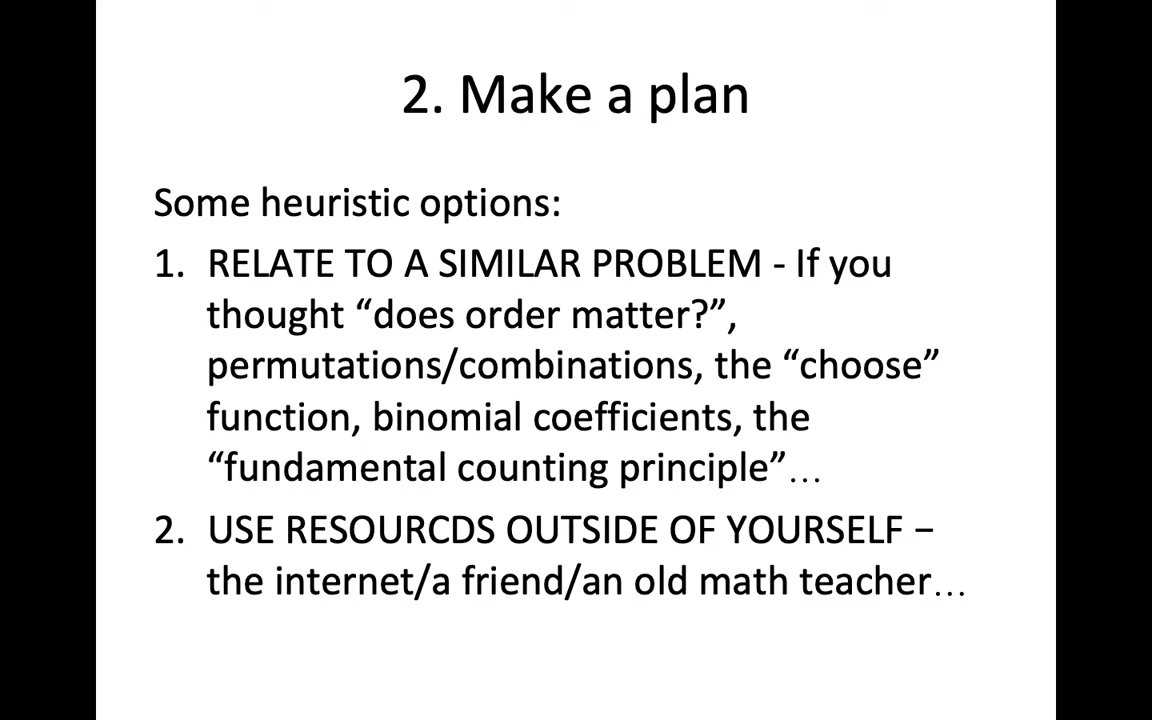 2. Make a plan
Some heuristic options:
1. RELATE TO A SIMILAR PROBLEM - If you
thought “does order matter?”,
permutations/combinations, the “choose”
function, binomial coefficients, the
“fundamental counting principle”…
2. USE RESOURCDS OUTSIDE OF YOURSELF –
the internet/a friend/an old math teacher…